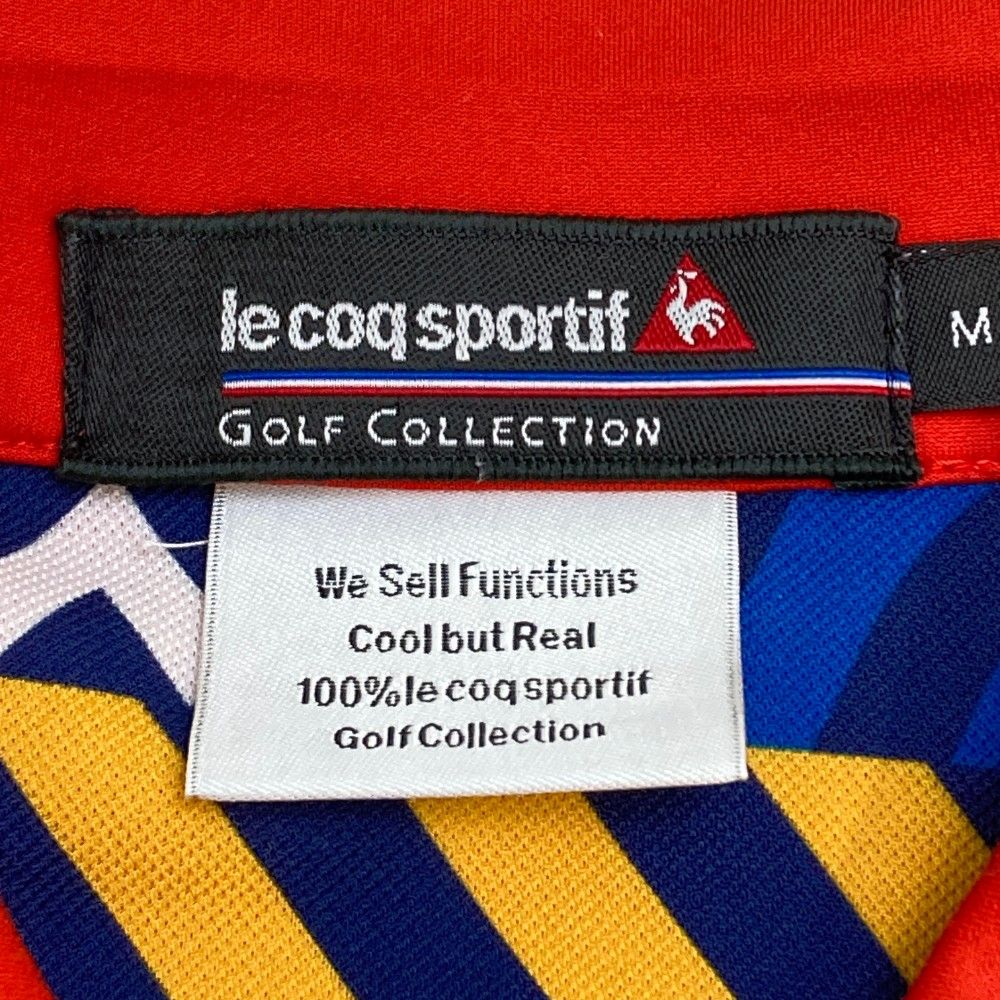 le coq sportif
M
GOLF COLLECTION
We Sell Functions
Cool but Real
100% le coq sportif
Golf Collection